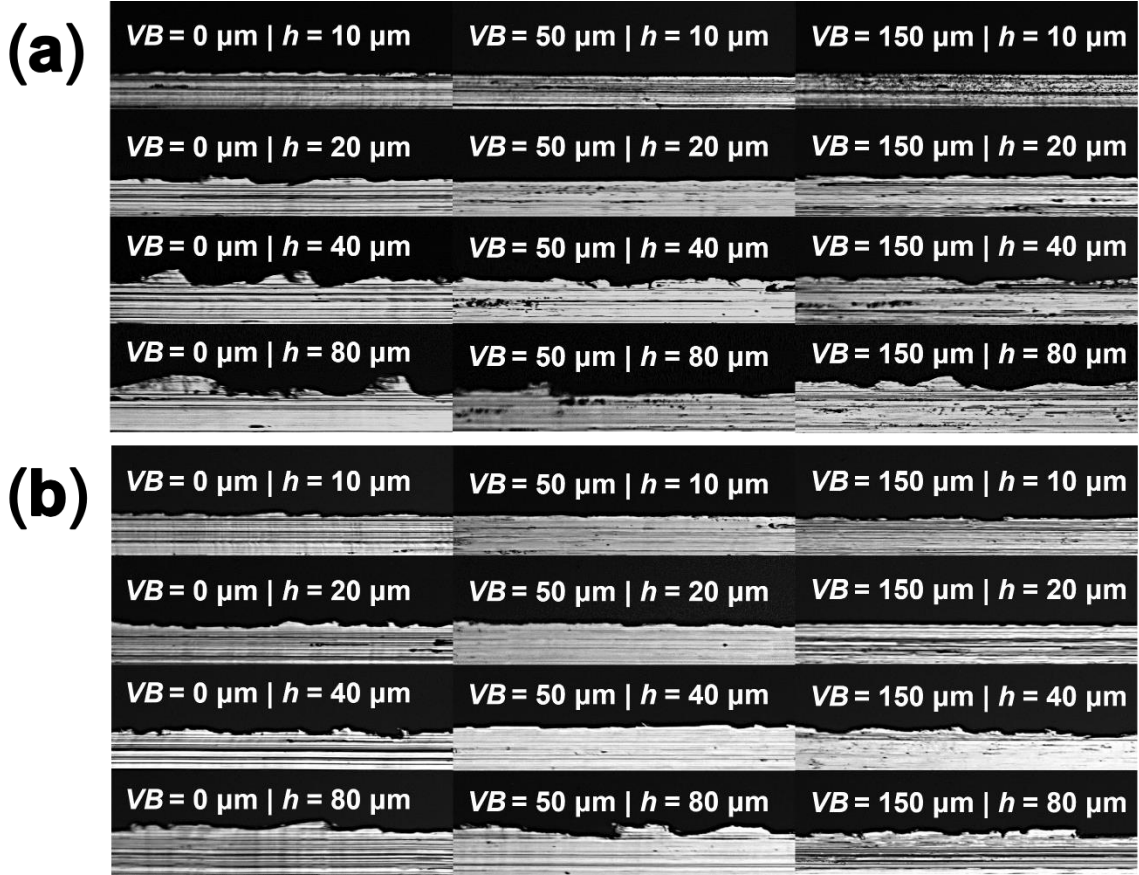 (a)
VB = 0 µm | h = 10 µm VB = 50 µm | h = 10 µm VB = 150 µm | h = 10 µm
VB = 0 µm | h = 20 µm VB = 50 µm | h = 20 µm VB = 150 µm | h = 20 µm
VB = 0 µm | h = 40 µm VB = 50 µm | h = 40 µm VB = 150 µm | h = 40 µm
VB = 0 µm | h = 80 µm VB = 50 µm | h = 80 µm VB = 150 µm | h = 80 µm
(b)
VB = 0 µm | h = 10 µm VB = 50 µm | h = 10 µm VB = 150 µm | h = 10 µm
VB = 0 µm | h = 20 µm VB = 50 µm | h = 20 µm VB = 150 µm | h = 20 µm
VB = 0 µm | h = 40 µm VB = 50 µm | h = 40 µm VB = 150 µm | h = 40 µm
VB = 0 µm | h = 80 µm VB = 50 µm | h = 80 µm VB = 150 µm | h = 80 µm